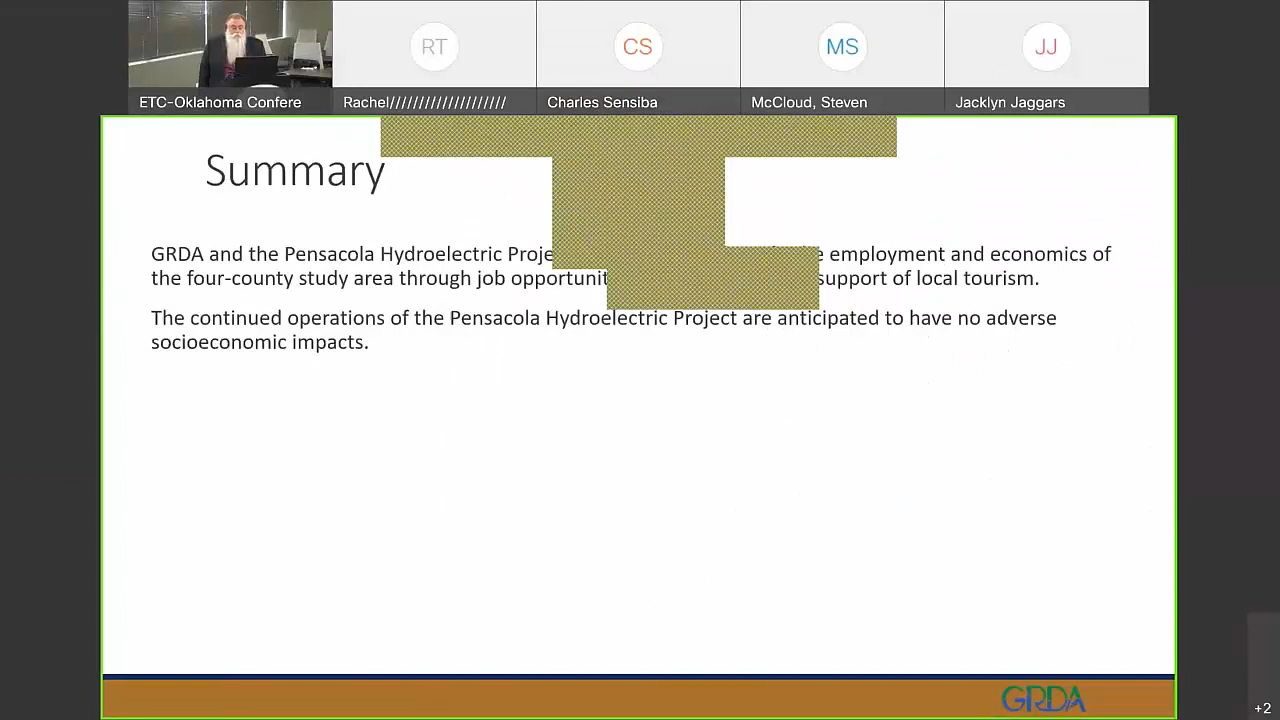 RT
CS
MS
JJ
ETC-Oklahoma Confere
Rachel////////////////////
Charles Sensiba
McCloud, Steven
Jacklyn Jaggars
Summary
GRDA and the Pensacola Hydroelectric employment and economics of
the four-county study area through job support of local tourism.
The continued operations of the Pensacola Hydroelectric Project are anticipated to have no adverse
socioeconomic impacts.
GRDA
+2